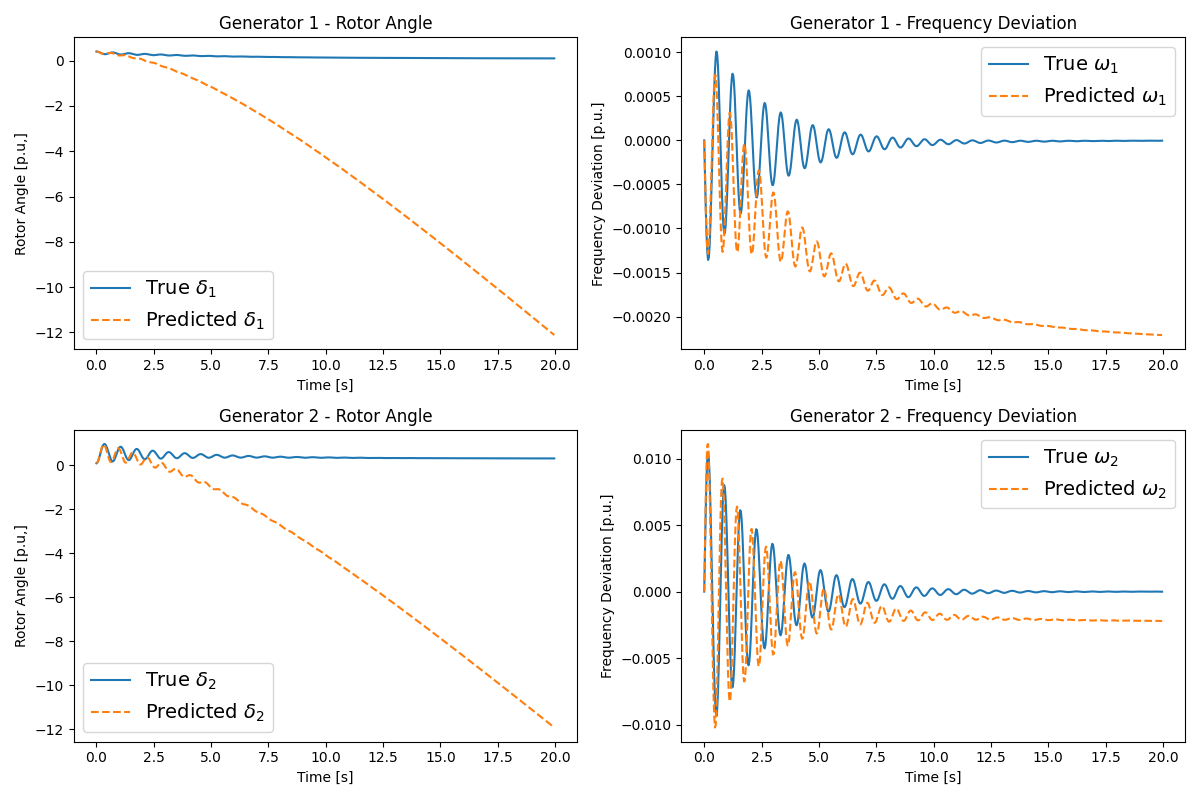 Generator 1 - Rotor Angle
Rotor Angle [p.u,]
0
−2
−4
−6
−8
−10
−12
True δ₁
Predicted δ₁
0.0 2.5 5.0 7.5 10.0 12.5 15.0 17.5 20.0
Time [s]
Generator 1 - Frequency Deviation
Frequency Deviation [p.u.]
0.0010
0.0005
0.0000
−0.0005
−0.0010
−0.0015
−0.0020
True ω₁
Predicted ω₁
0.0 2.5 5.0 7.5 10.0 12.5 15.0 17.5 20.0
Time [s]
Generator 2 - Rotor Angle
Rotor Angle [p.u,]
0
−2
−4
−6
−8
−10
−12
True δ₂
Predicted δ₂
0.0 2.5 5.0 7.5 10.0 12.5 15.0 17.5 20.0
Time [s]
Generator 2 - Frequency Deviation
Frequency Deviation [p.u.]
0.010
0.005
0.000
−0.005
−0.010
True ω₂
Predicted ω₂
0.0 2.5 5.0 7.5 10.0 12.5 15.0 17.5 20.0
Time [s]